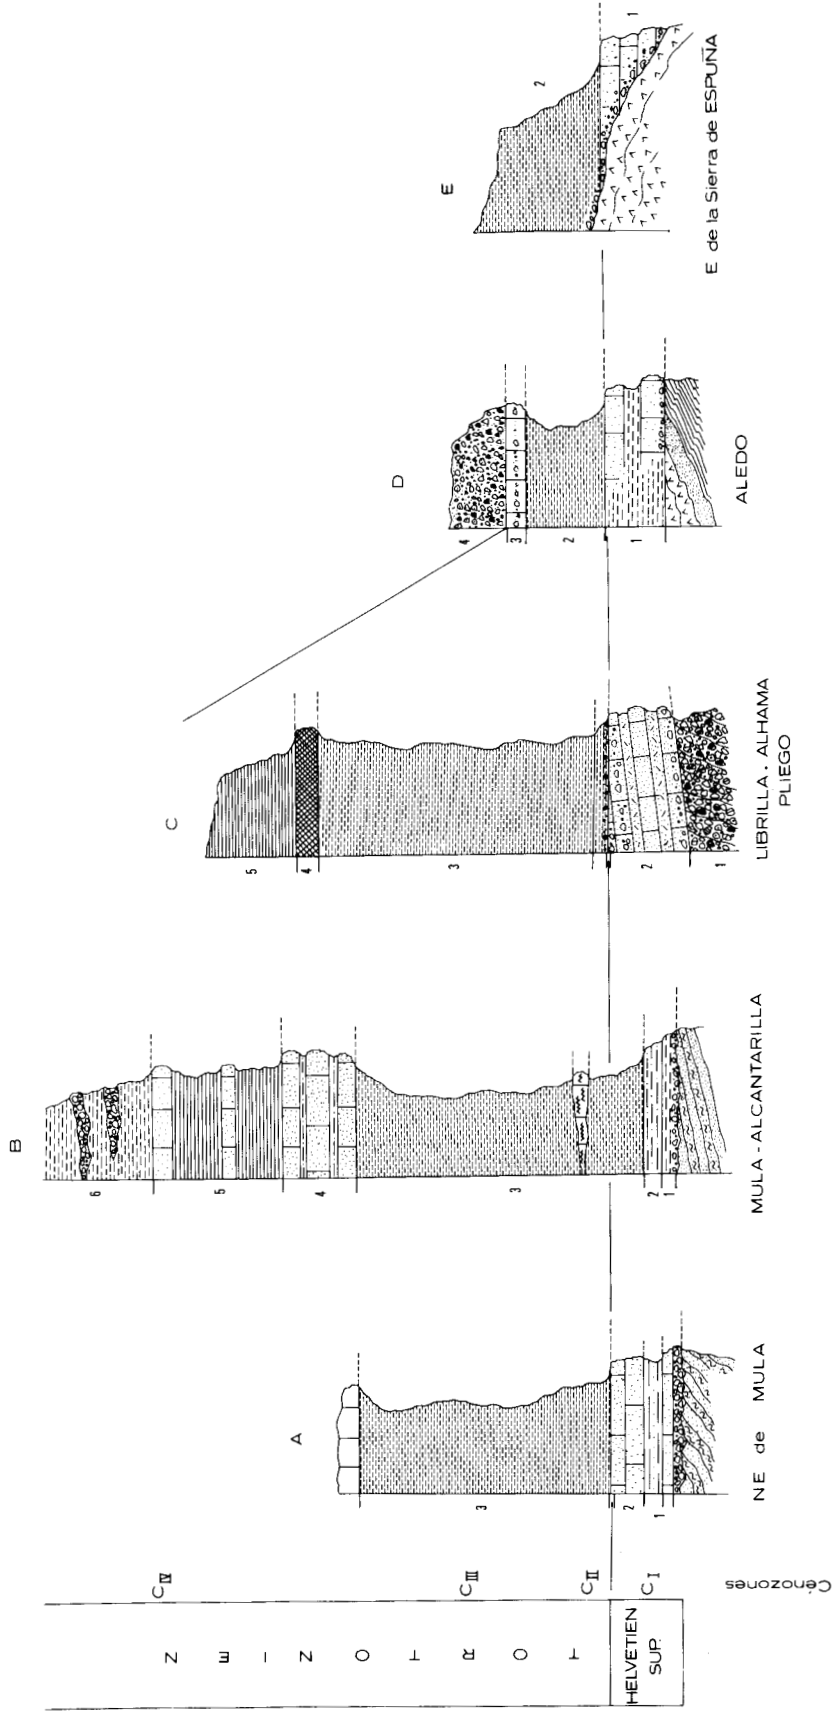 Cénozones
HELVETIEN
SUP.
C I
T O R T O N I E N
C II
C III
C IV
A
3
2
1
NE de MULA
B
6
5
4
3
2
1
MULA-ALCANTARILLA
C
5
4
3
2
1
LIBRILLA. ALHAMA
PLIEGO
D
4
3
2
1
ALEDO
E
2
1
E de la Sierra de ESPUÑA